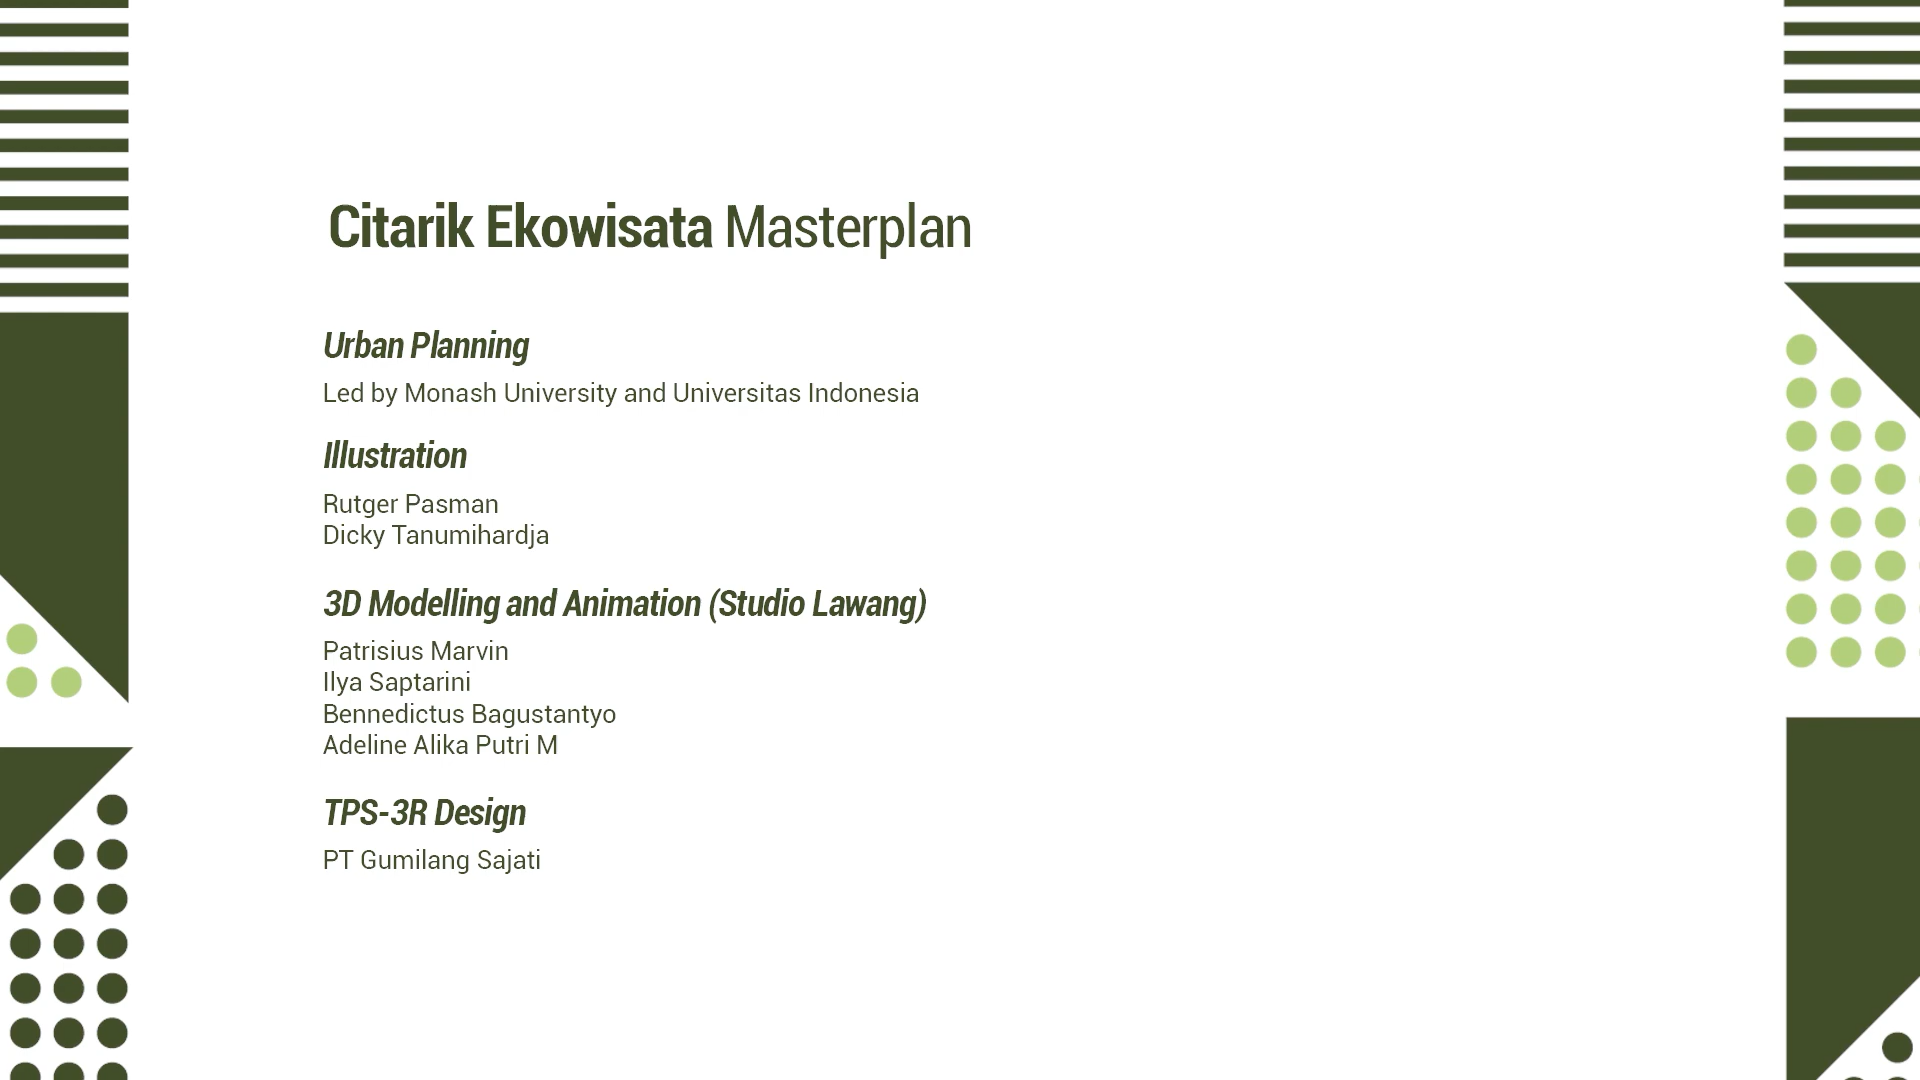 Citarik Ekowisata Masterplan
Urban Planning
Led by Monash University and Universitas Indonesia
Illustration
Rutger Pasman
Dicky Tanumihardja
3D Modelling and Animation (Studio Lawang)
Patrisius Marvin
Ilya Saptarini
Bennedictus Bagustantyo
Adeline Alika Putri M
TPS-3R Design
PT Gumilang Sajati